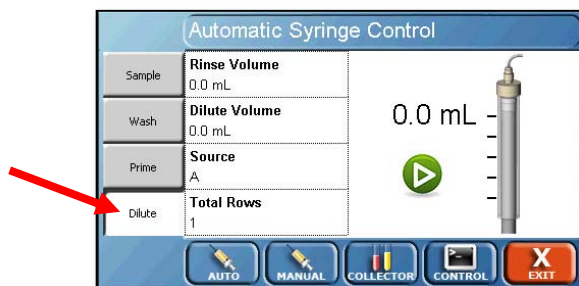 Automatic Syringe Control
Sample
Wash
Prime
Dilute
Rinse Volume
0.0 mL
Dilute Volume
0.0 mL
Source
A
Total Rows
1
0.0 mL
AUTO
MANUAL
COLLECTOR
>-
CONTROL
X
EXIT